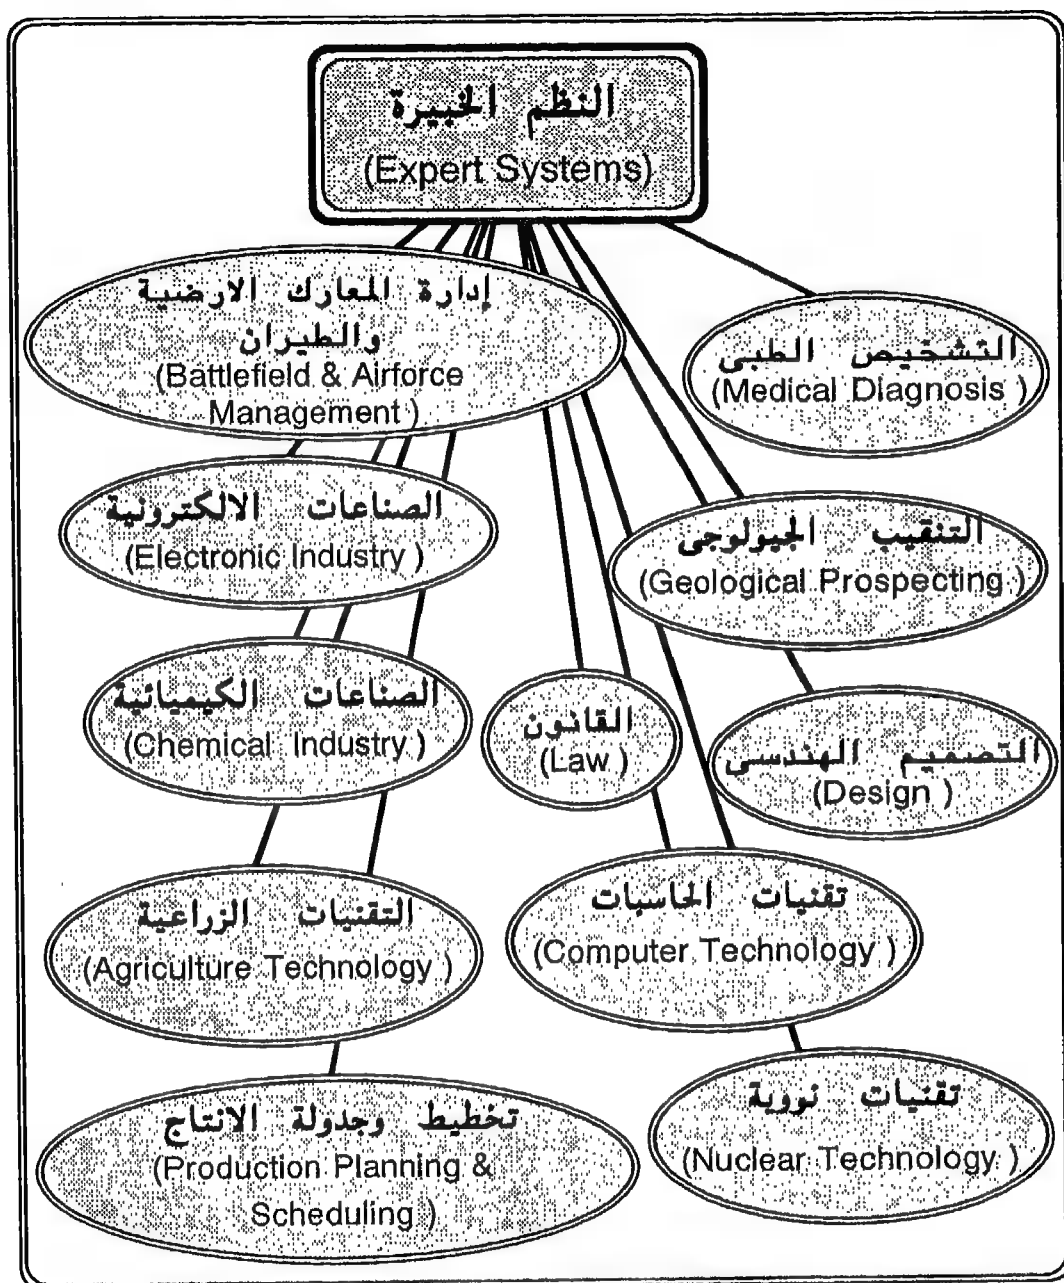 النظم الخبيرة
(Expert Systems)
إدارة المعارك الارضية
والطيران
(Battlefield & Airforce
Management )
التشخيص الطبى
(Medical Diagnosis )
الصناعات الالكترونية
(Electronic Industry )
التنقيب الجيولوجى
(Geological Prospecting )
الصناعات الكيميائية
(Chemical Industry )
القانون
(Law )
التصميم الهندسى
(Design )
التقنيات الزراعية
(Agriculture Technology )
تقنيات الحاسبات
(Computer Technology )
تخطيط وجدولة الانتاج
(Production Planning &
Scheduling )
تقنيات نووية
(Nuclear Technology )